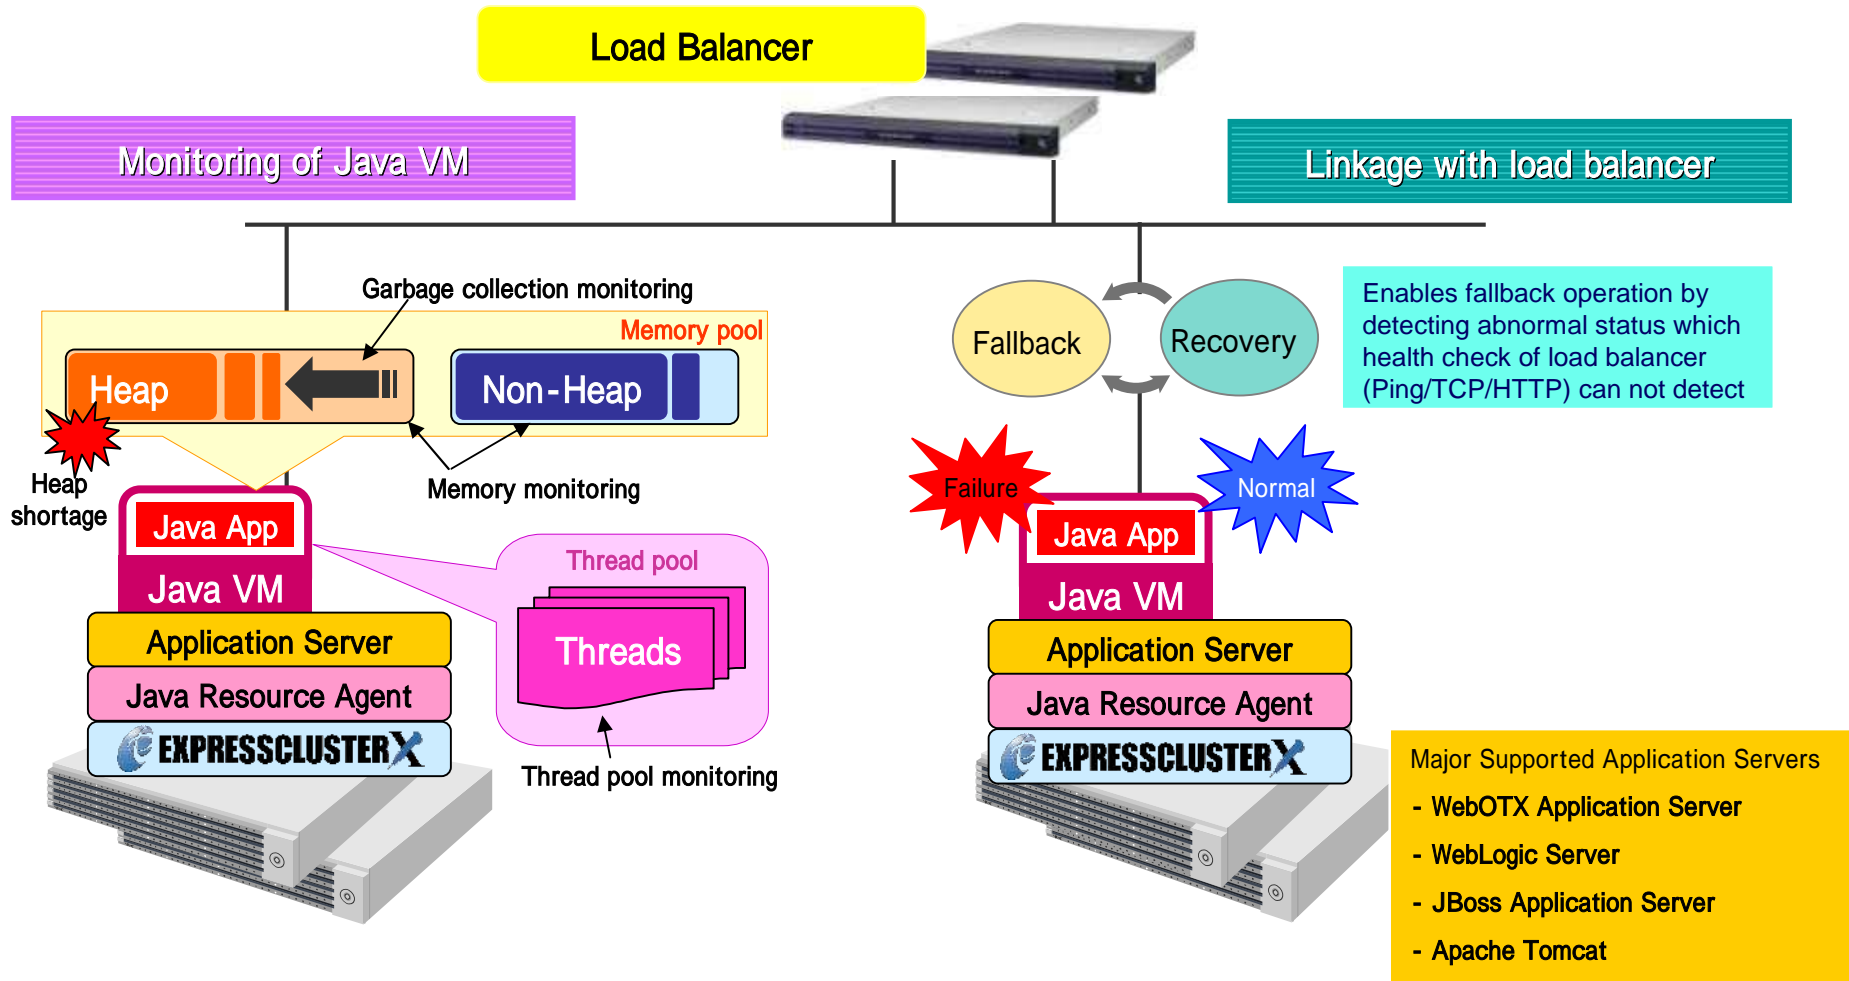 Load Balancer
Monitoring of Java VM
Linkage with load balancer
Garbage collection monitoring
Memory pool
Heap
Non-Heap
Heap
shortage
Memory monitoring
Java App
Java VM
Application Server
Java Resource Agent
EXPRESSCLUSTER X
Thread pool
Threads
Thread pool monitoring
Fallback
Recovery
Enables fallback operation by
detecting abnormal status which
health check of load balancer
(Ping/TCP/HTTP) can not detect
Failure
Normal
Java App
Java VM
Application Server
Java Resource Agent
EXPRESSCLUSTER X
Major Supported Application Servers
- WebOTX Application Server
- WebLogic Server
- JBoss Application Server
- Apache Tomcat